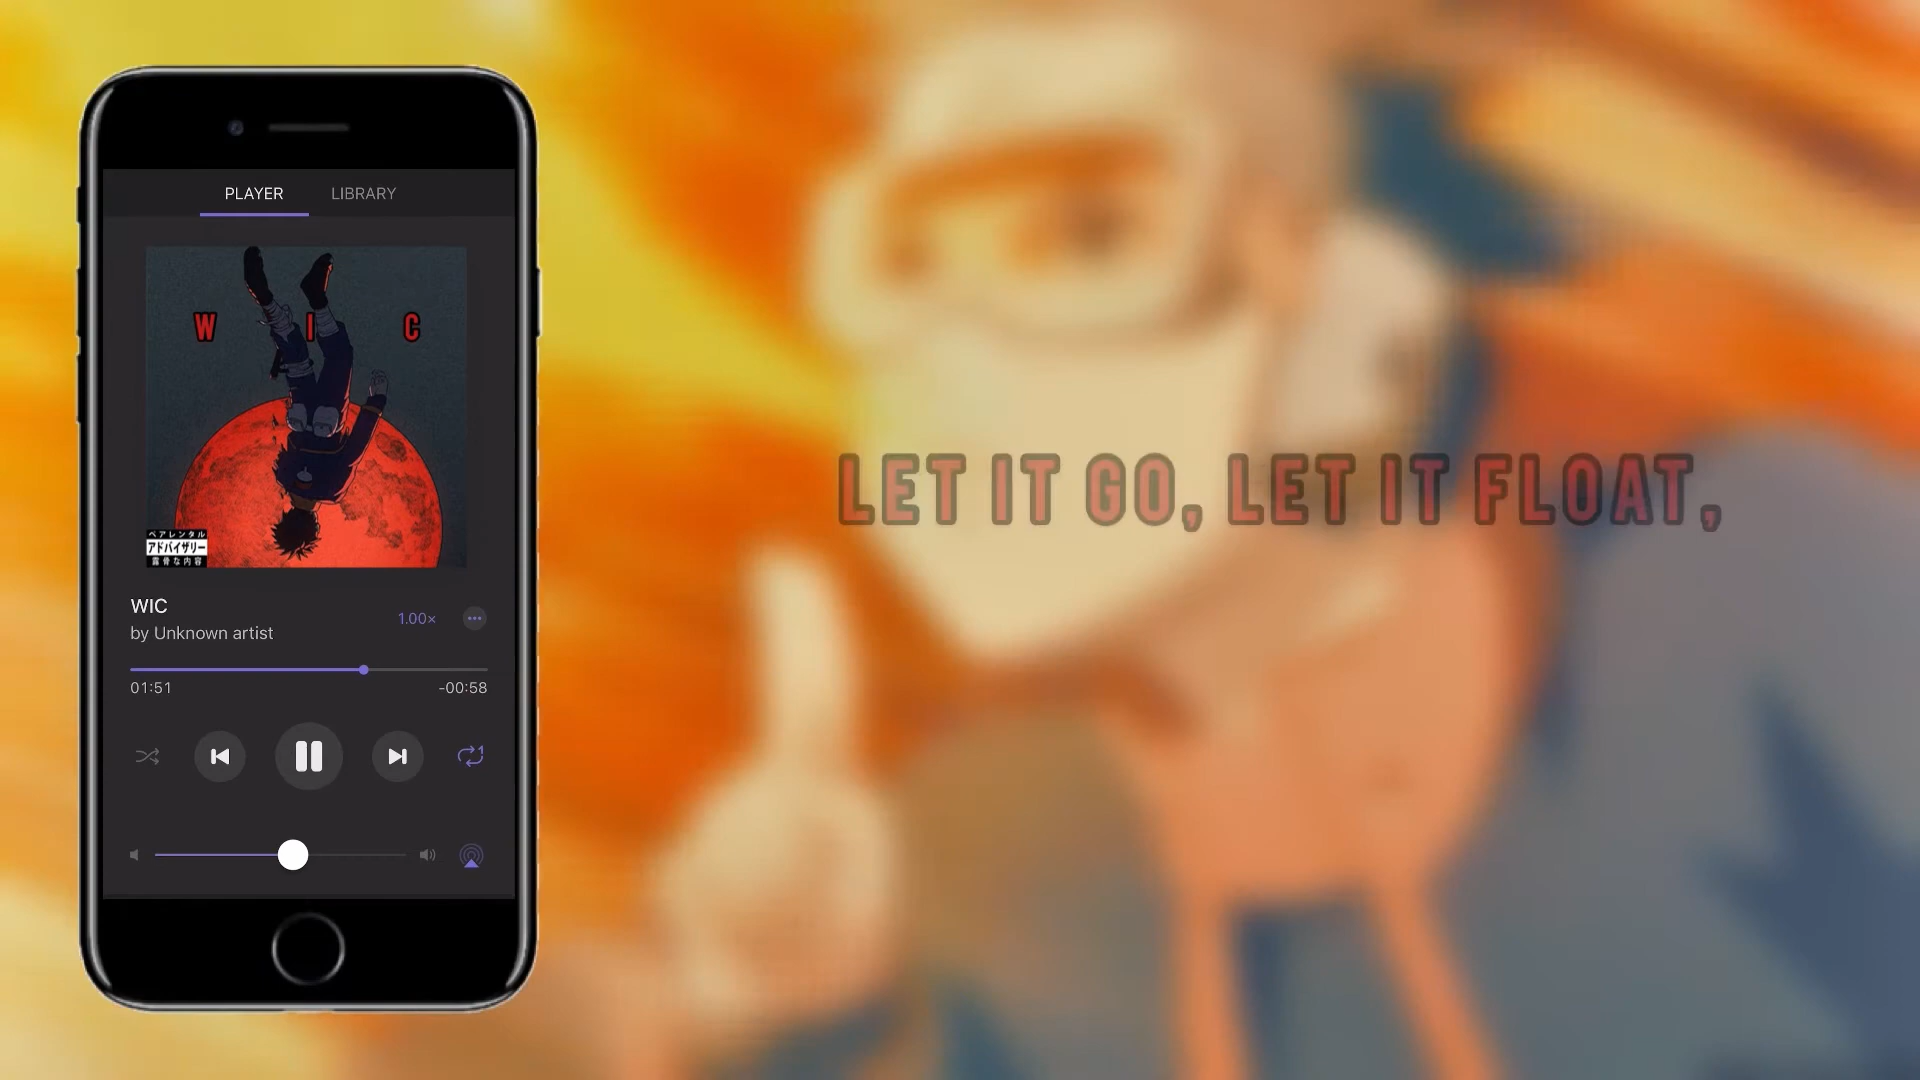 PLAYER LIBRARY
W I C
ペアレンタル
アドバイザリー
露骨な内容
WIC
1.00×
by Unknown artist
01:51 -00:58
1
LET IT GO, LET IT FLOAT,